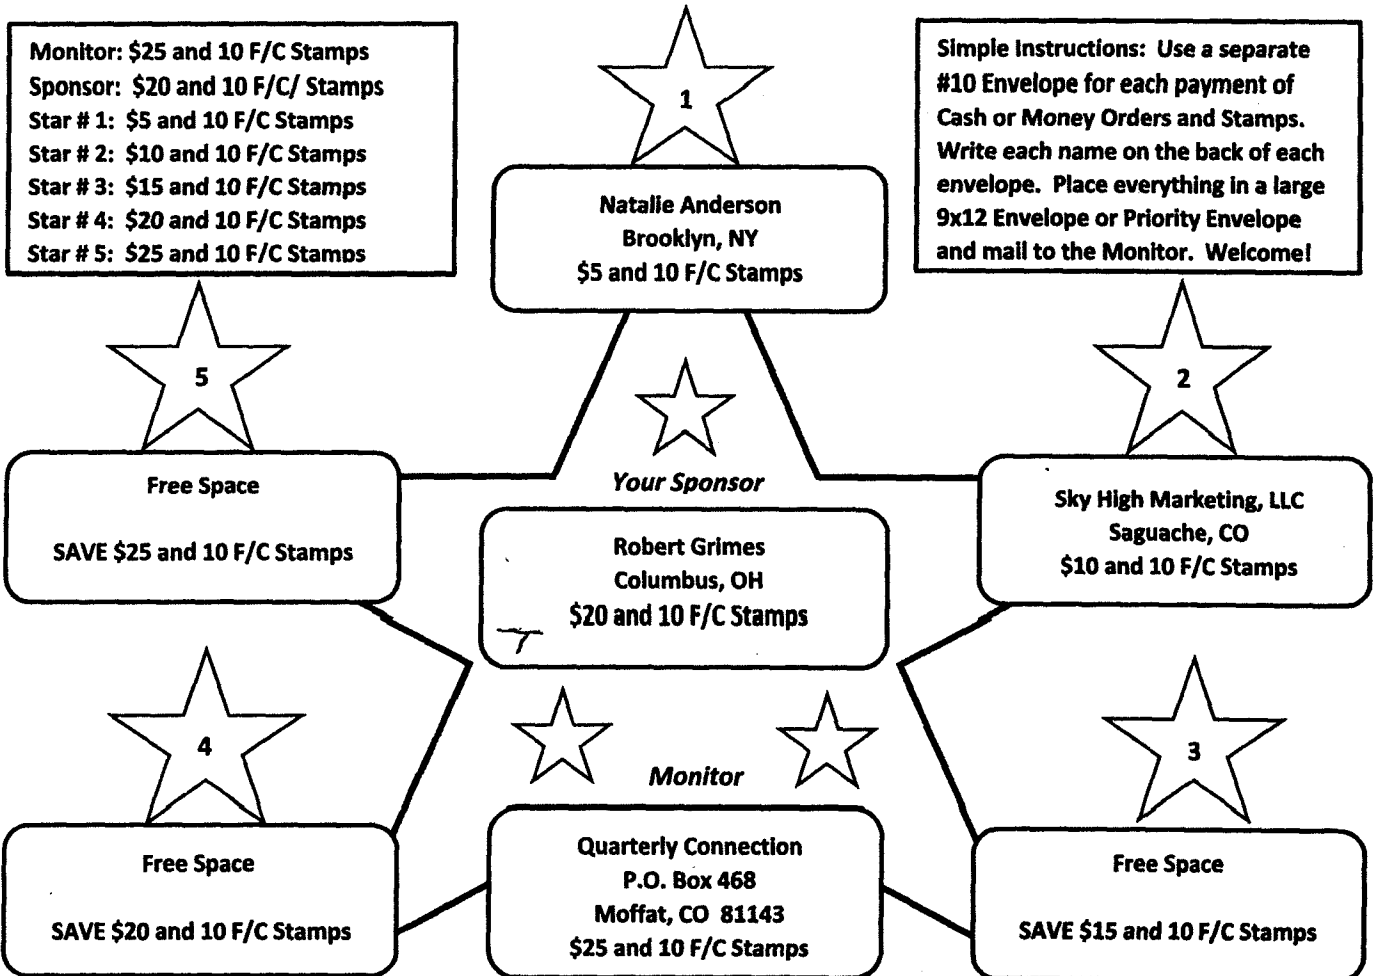 Monitor: $25 and 10 F/C Stamps
Sponsor: $20 and 10 F/C/ Stamps
Star # 1: $5 and 10 F/C Stamps
Star # 2: $10 and 10 F/C Stamps
Star # 3: $15 and 10 F/C Stamps
Star # 4: $20 and 10 F/C Stamps
Star # 5: $25 and 10 F/C Stamps
1
Natalie Anderson
Brooklyn, NY
$5 and 10 F/C Stamps
Simple Instructions: Use a separate
#10 Envelope for each payment of
Cash or Money Orders and Stamps.
Write each name on the back of each
envelope. Place everything in a large
9x12 Envelope or Priority Envelope
and mail to the Monitor. Welcome!
5
Free Space
SAVE $25 and 10 F/C Stamps
Your Sponsor
Robert Grimes
Columbus, OH
$20 and 10 F/C Stamps
2
Sky High Marketing, LLC
Saguache, CO
$10 and 10 F/C Stamps
4
Free Space
SAVE $20 and 10 F/C Stamps
Monitor
Quarterly Connection
P.O. Box 468
Moffat, CO 81143
$25 and 10 F/C Stamps
3
Free Space
SAVE $15 and 10 F/C Stamps